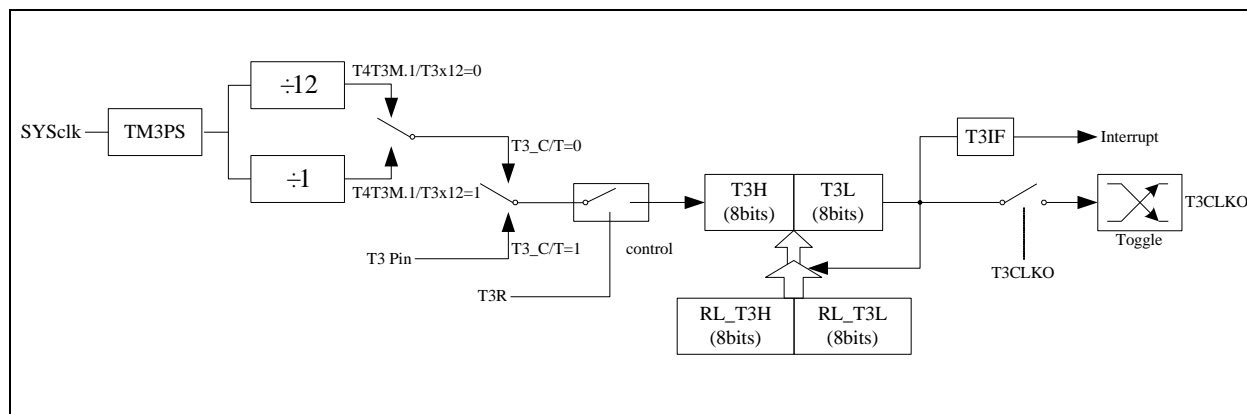 SYSclk
TM3PS
÷12
÷1
T4T3M.1/T3x12=0
T4T3M.1/T3x12=1
T3_C/T=0
T3_C/T=1
T3 Pin
T3R
control
T3H
(8bits)
T3L
(8bits)
RL_T3H
(8bits)
RL_T3L
(8bits)
T3IF
Interrupt
T3CLKO
Toggle
T3CLKO